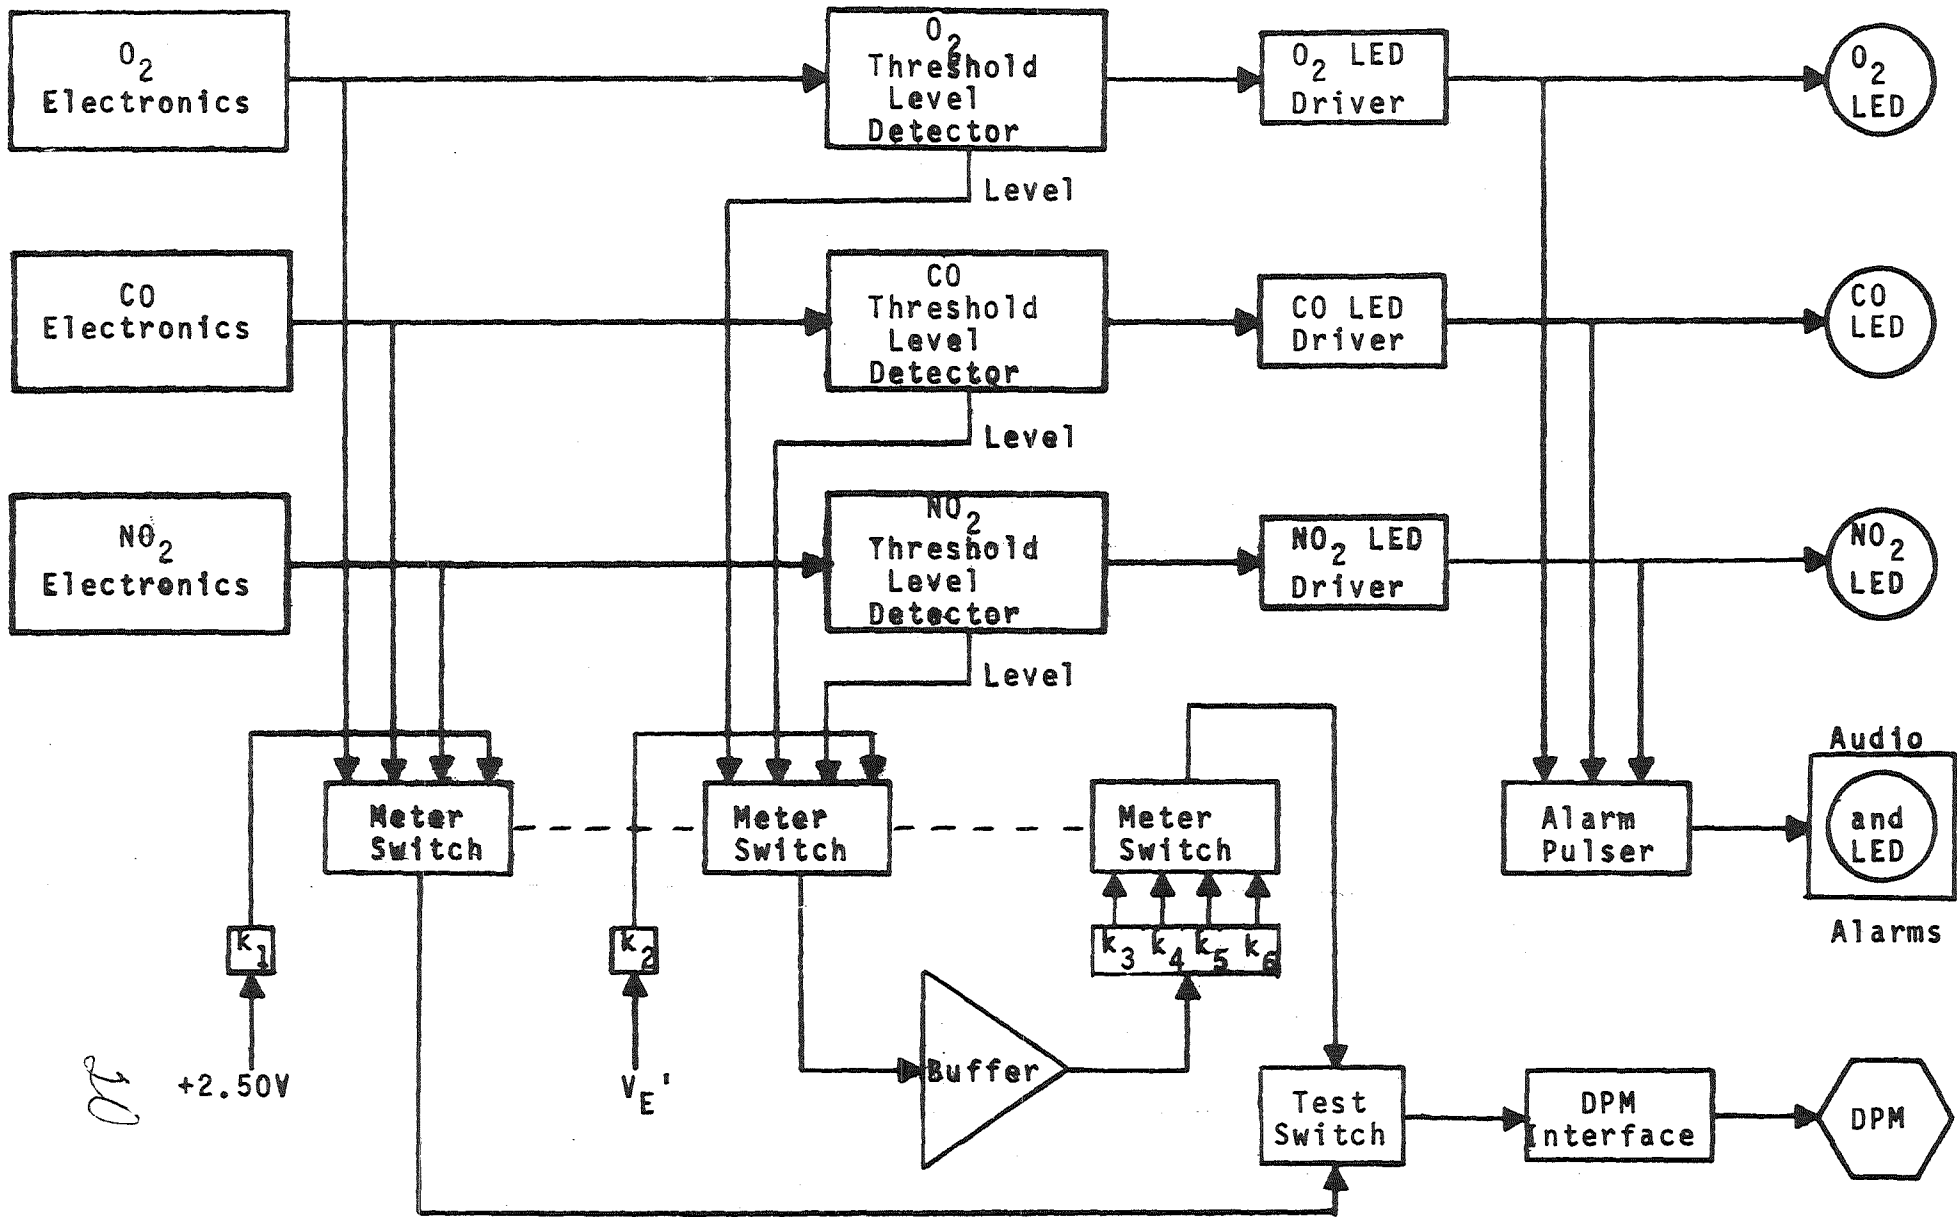 O2
Electronics
O2
Threshold
Level
Detector
O2 LED
Driver
O2
LED
Level
CO
Electronics
CO
Threshold
Level
Detector
CO LED
Driver
CO
LED
Level
NO2
Electronics
NO2
Threshold
Level
Detector
NO2 LED
Driver
NO2
LED
Level
Meter
Switch
Meter
Switch
Meter
Switch
Alarm
Pulser
Audio
and
LED
Alarms
k1
k2
k3 k4 k5 k6
+2.50V
VE'
Buffer
Test
Switch
DPM
Interface
DPM
20